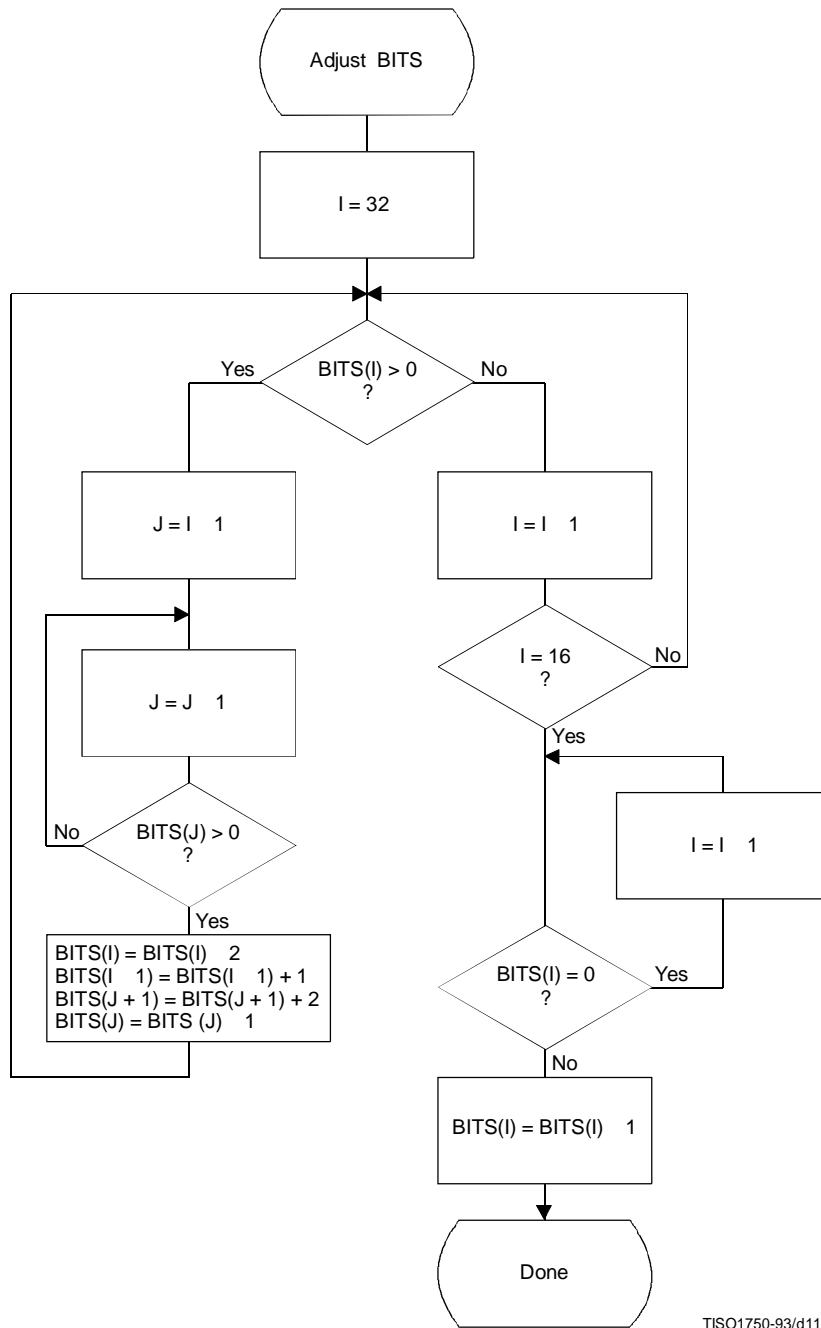 Adjust BITS
I = 32
BITS(I) > 0
?
Yes
No
J = I 1
I = I 1
J = J 1
I = 16
?
No
Yes
BITS(J) > 0
?
No
Yes
I = I 1
BITS(I) = BITS(I) 2
BITS(I 1) = BITS(I 1) + 1
BITS(J + 1) = BITS(J + 1) + 2
BITS(J) = BITS (J) 1
BITS(I) = 0
?
Yes
No
BITS(I) = BITS(I) 1
Done
TISO1750-93/d11